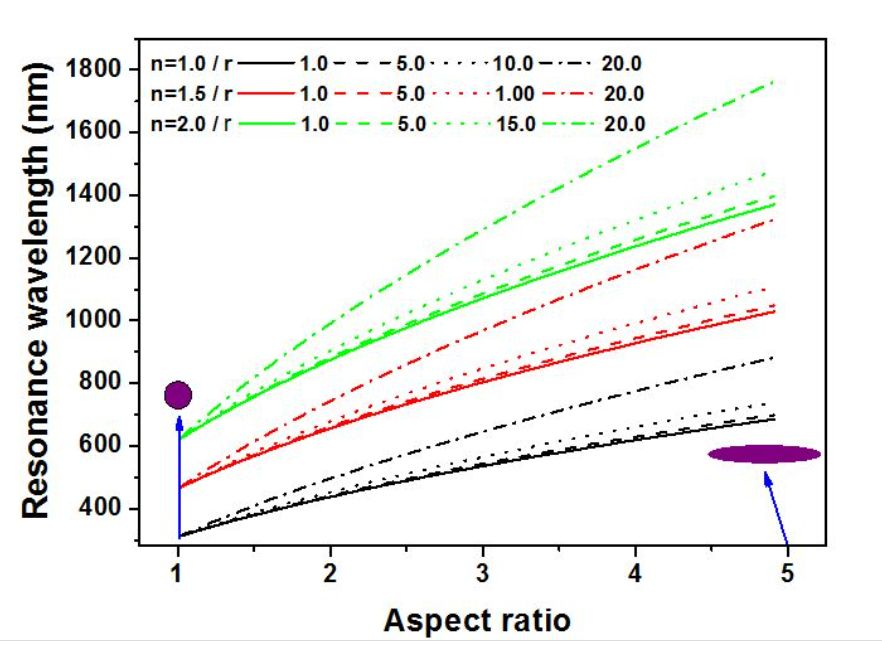 n=1.0 / r 1.0 5.0 10.0 20.0
n=1.5 / r 1.0 5.0 1.00 20.0
n=2.0 / r 1.0 5.0 15.0 20.0
Resonance wavelength (nm)
1800
1600
1400
1200
1000
800
600
400
1 2 3 4 5
Aspect ratio